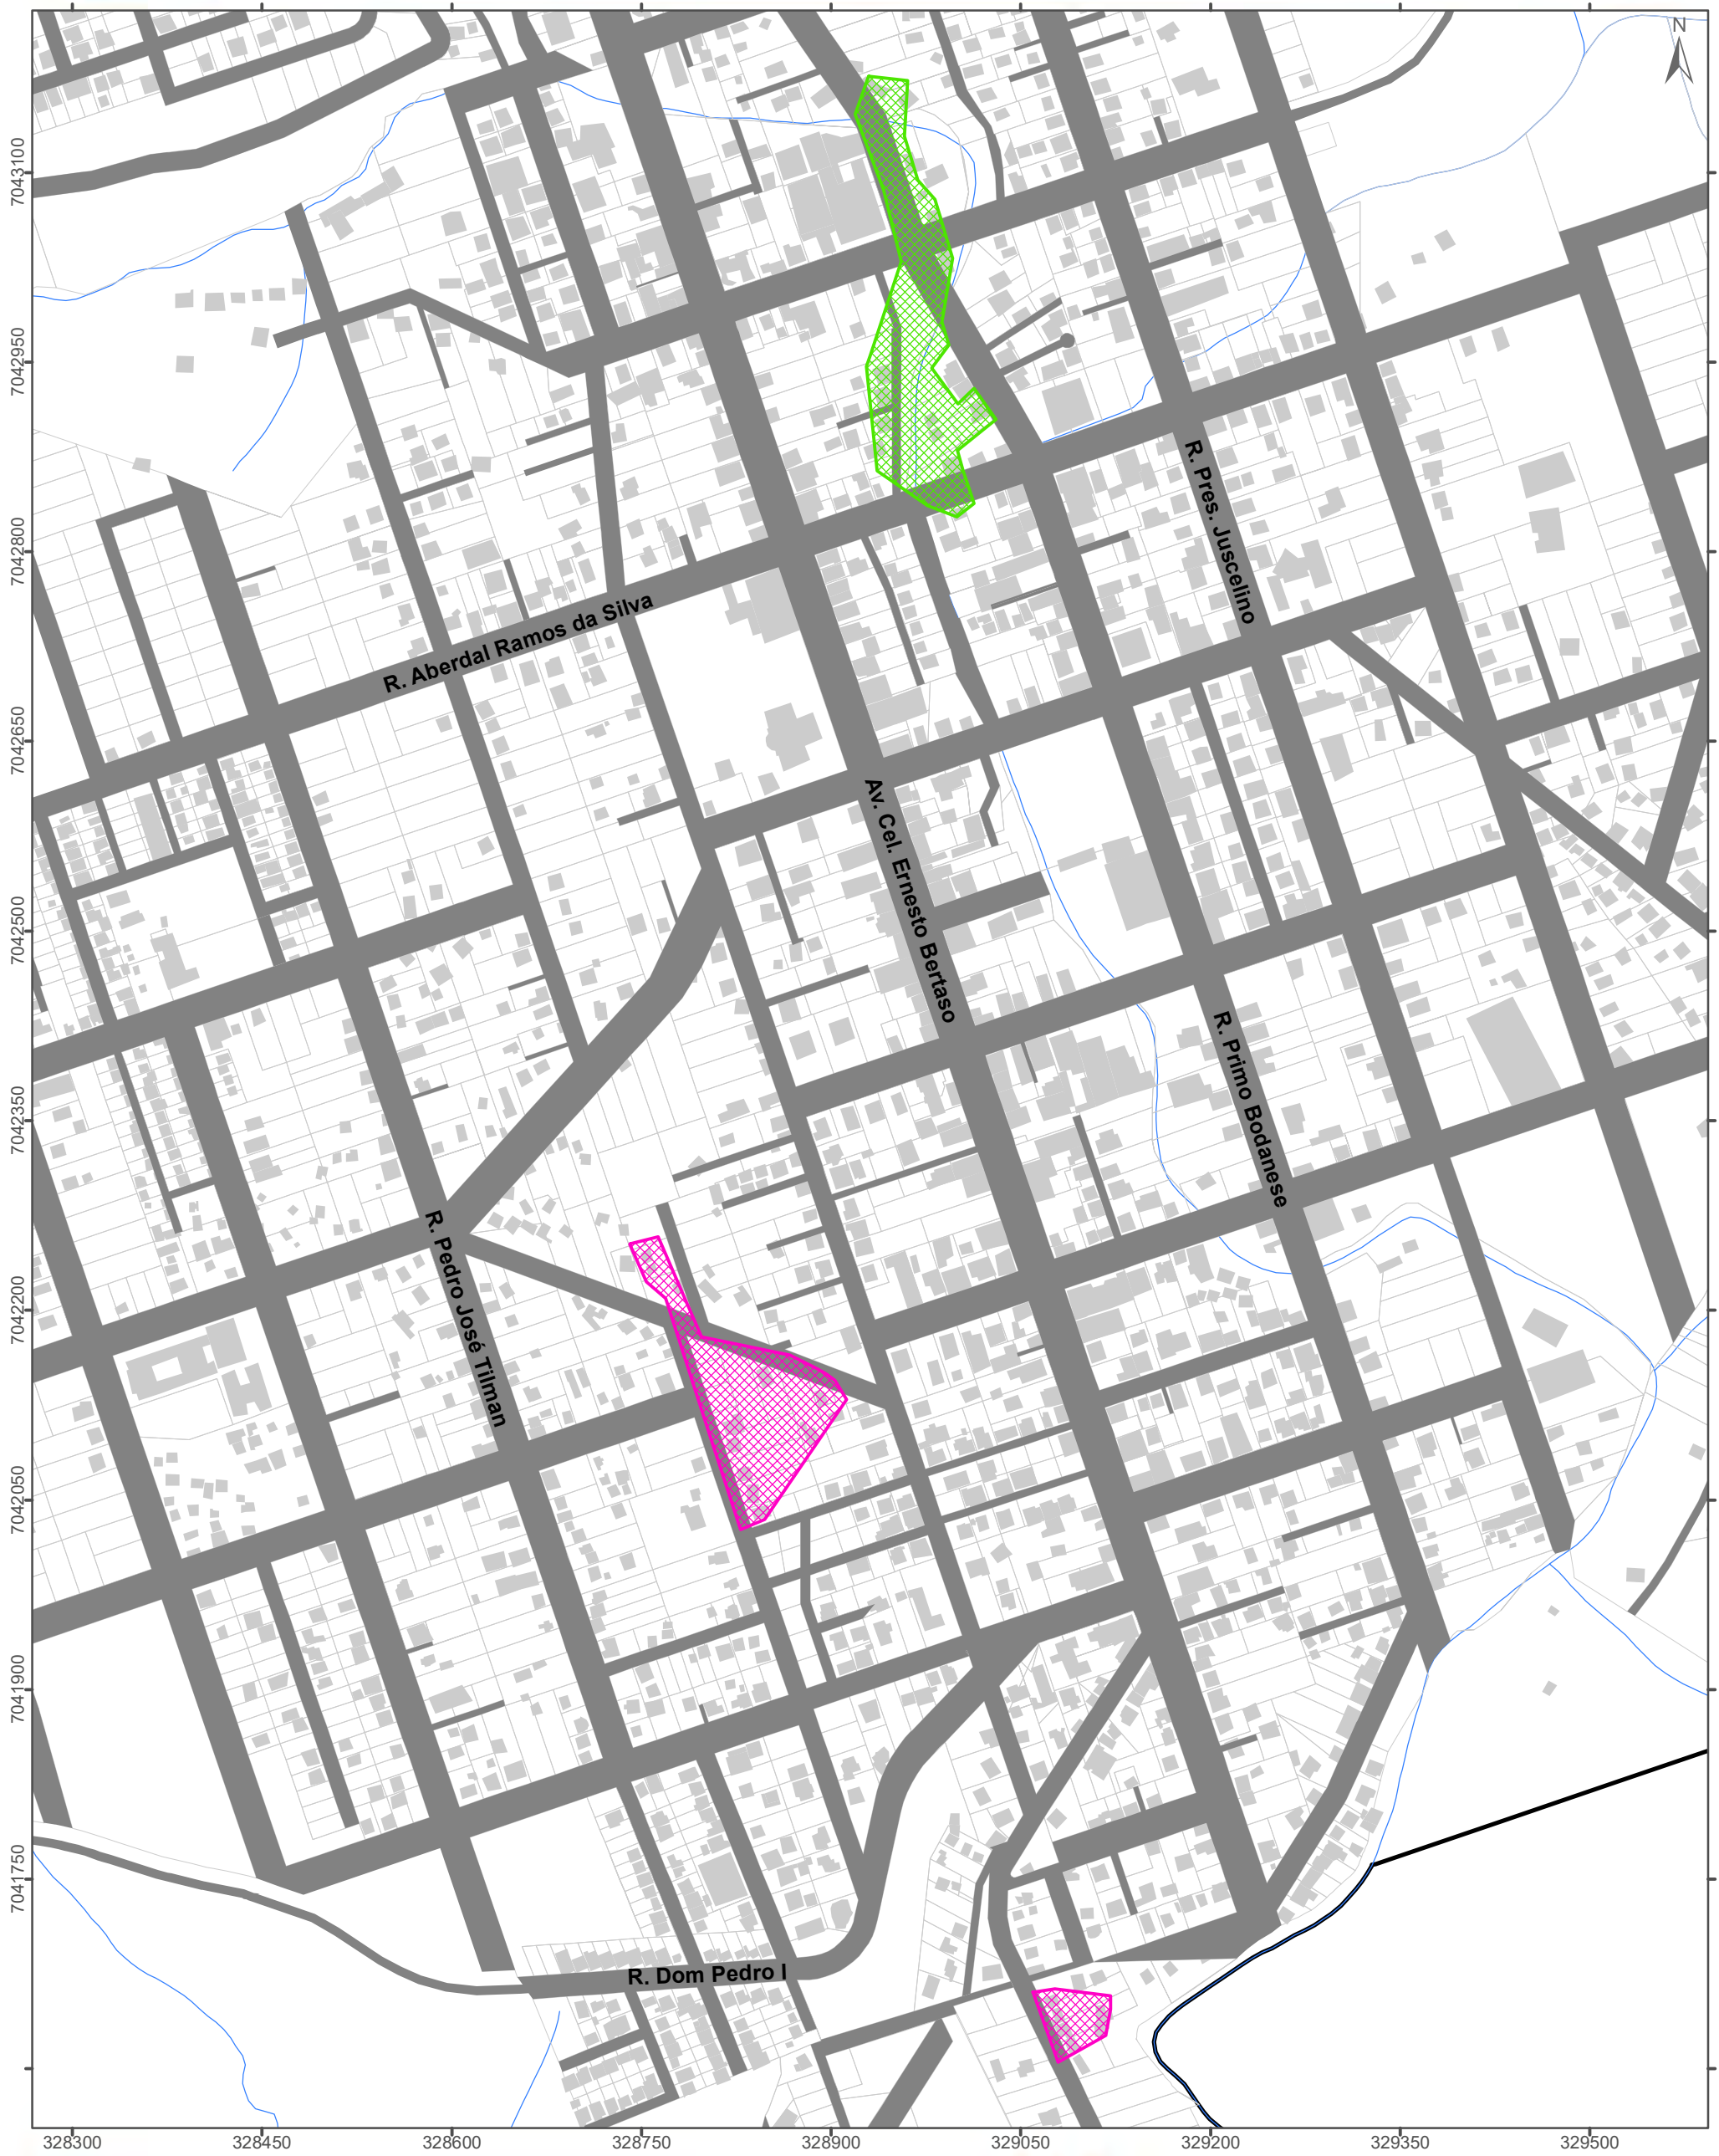 N
7043100
7042950
7042800
7042650
7042500
7042350
7042200
7042050
7041900
7041750
R. Pres. Juscelino
R. Aberdal Ramos da Silva
Av. Cel. Ernesto Bertaso
R. Primo Bodanese
R. Pedro José Tilman
R. Dom Pedro I
328300 328450 328600 328750 328900 329050 329200 329350 329500